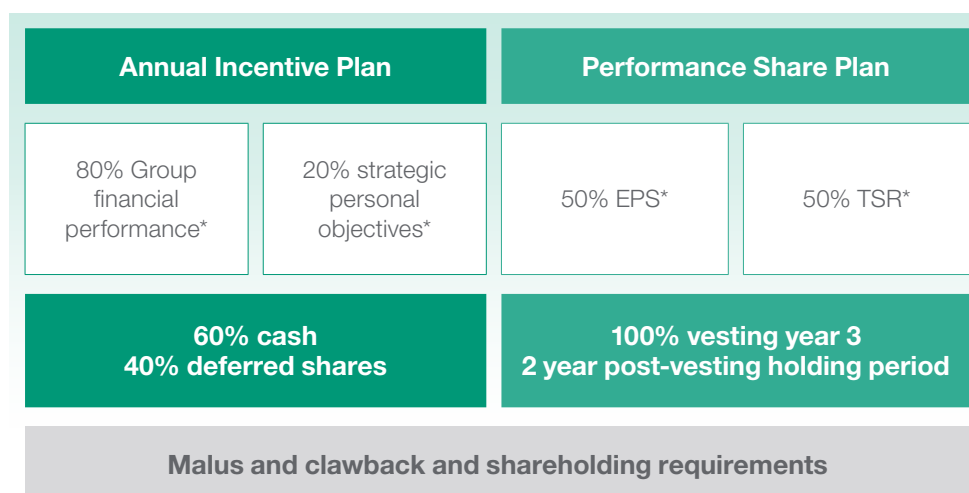 Annual Incentive Plan
Performance Share Plan
80% Group
financial
performance*
20% strategic
personal
objectives*
50% EPS*
50% TSR*
60% cash
40% deferred shares
100% vesting year 3
2 year post-vesting holding period
Malus and clawback and shareholding requirements